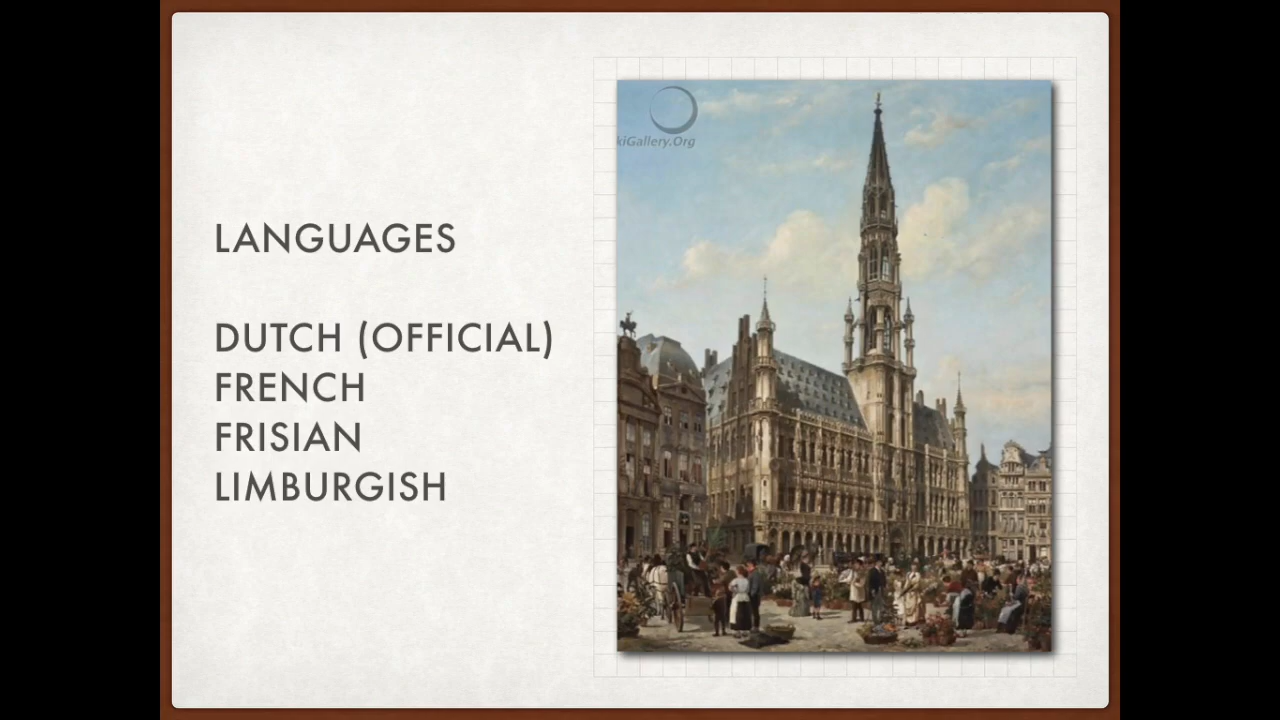 LANGUAGES
DUTCH (OFFICIAL)
FRENCH
FRISIAN
LIMBURGISH
kiGallery.Org